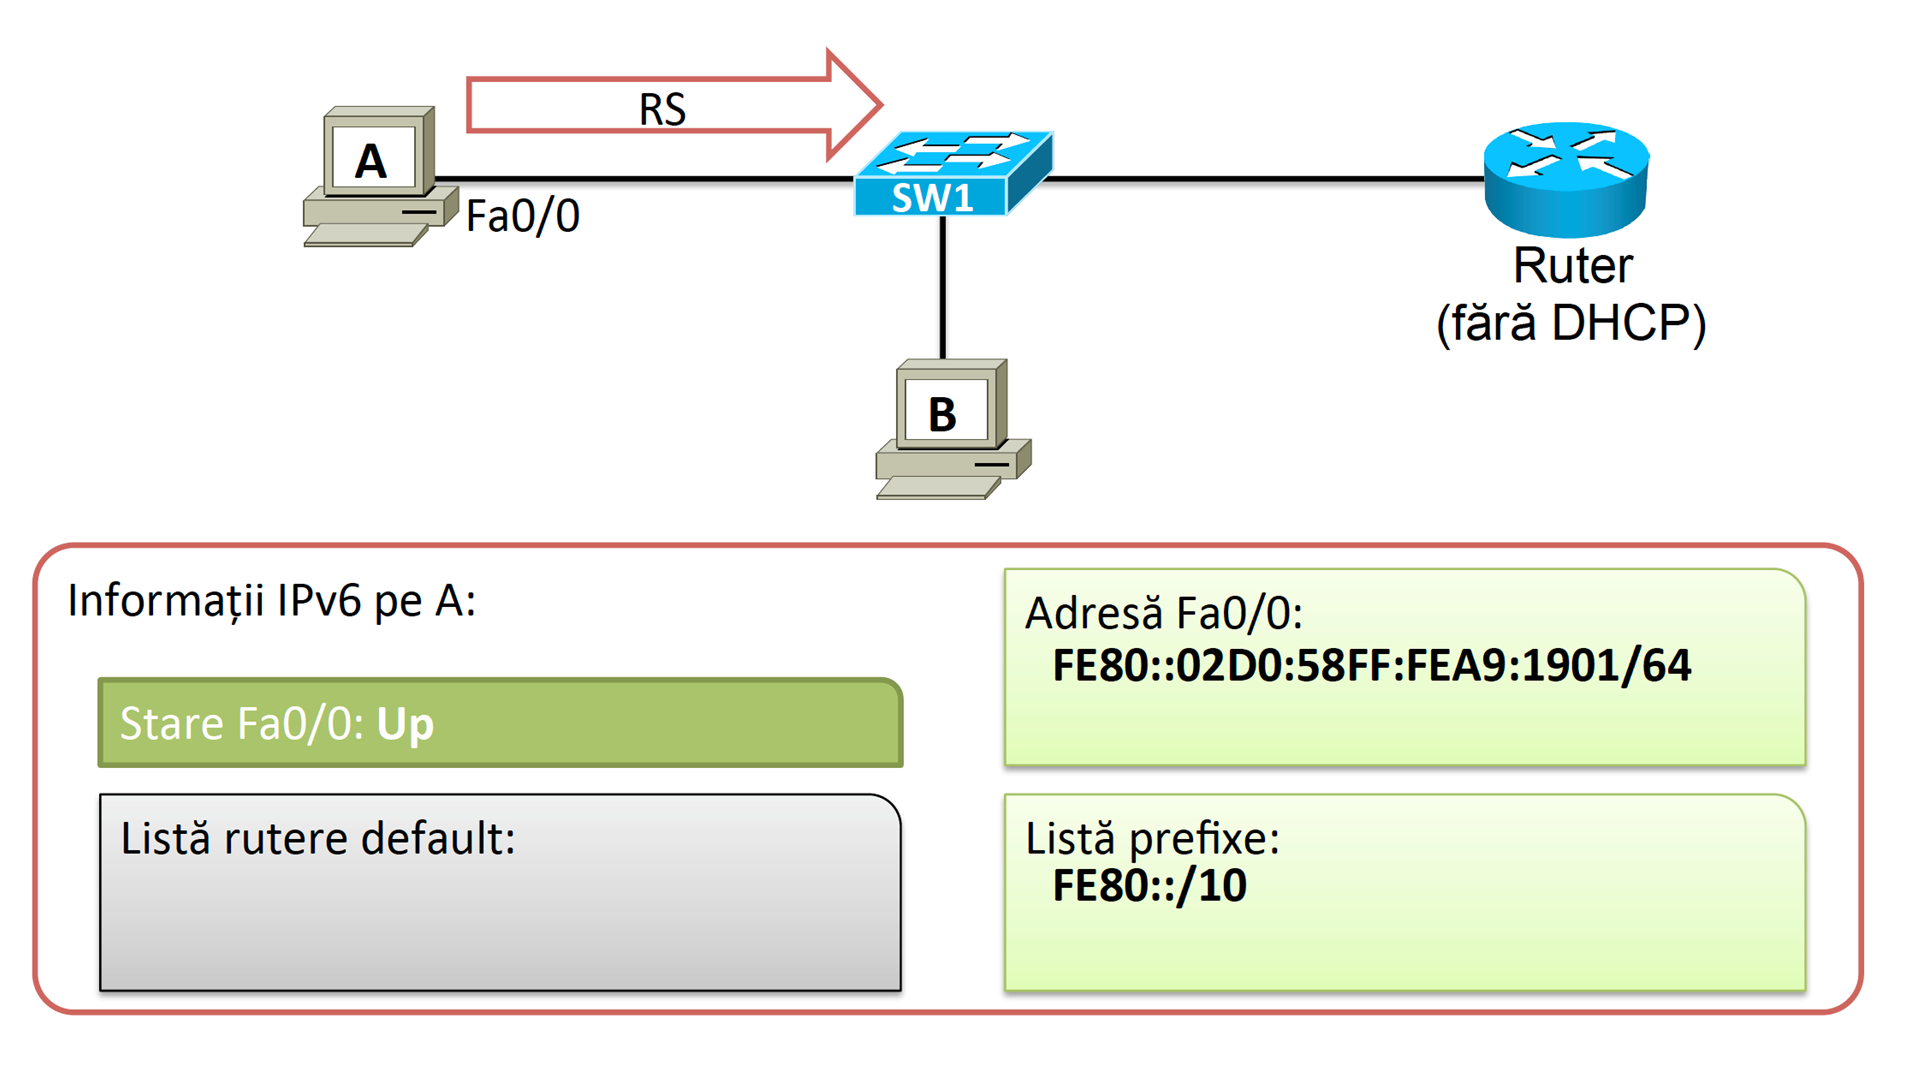 RS
A
Fa0/0
SW1
Ruter
(fără DHCP)
B
Informații IPv6 pe A:
Stare Fa0/0: Up
Listă rutere default:
Adresă Fa0/0:
FE80::02D0:58FF:FEA9:1901/64
Listă prefixe:
FE80::/10